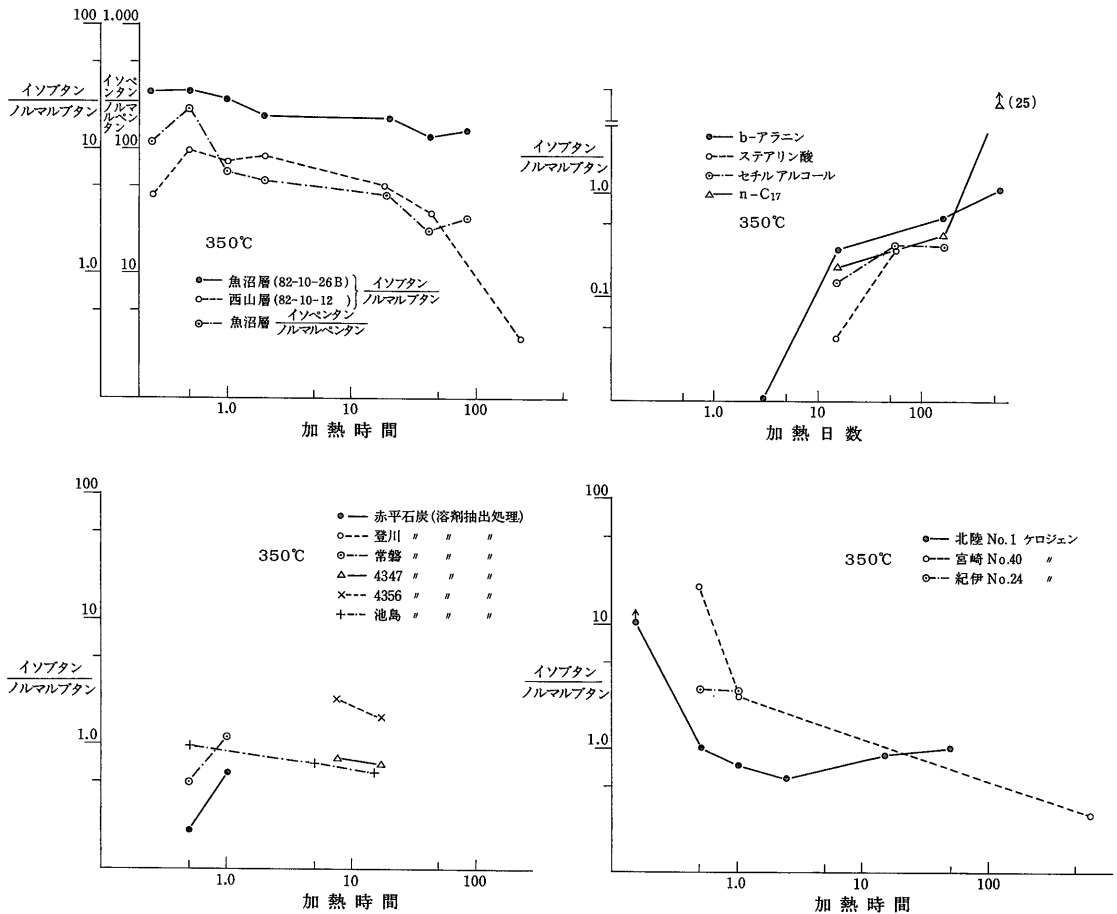 100
1.000
イソブタン
ノルマルブタン
イソペンタン
ノルマルペンタン
10
100
1.0
10
350℃
魚沼層(82-10-26B)
西山層(82-10-12 )
イソブタン
ノルマルブタン
魚沼層 イソペンタン
ノルマルペンタン
1.0
10
100
加熱時間
(25)
イソブタン
ノルマルブタン
b-アラニン
ステアリン酸
セチルアルコール
n-C17
350℃
1.0
0.1
1.0
10
100
加熱日数
100
赤平石炭(溶剤抽出処理)
登川 〃 〃 〃
常磐 〃 〃 〃
4347 〃 〃 〃
4356 〃 〃 〃
池島 〃 〃 〃
350℃
10
イソブタン
ノルマルブタン
1.0
1.0
10
100
加熱時間
100
北陸 No.1 ケロジェン
宮崎 No.40 〃
紀伊 No.24 〃
350℃
10
イソブタン
ノルマルブタン
1.0
1.0
10
100
加熱時間